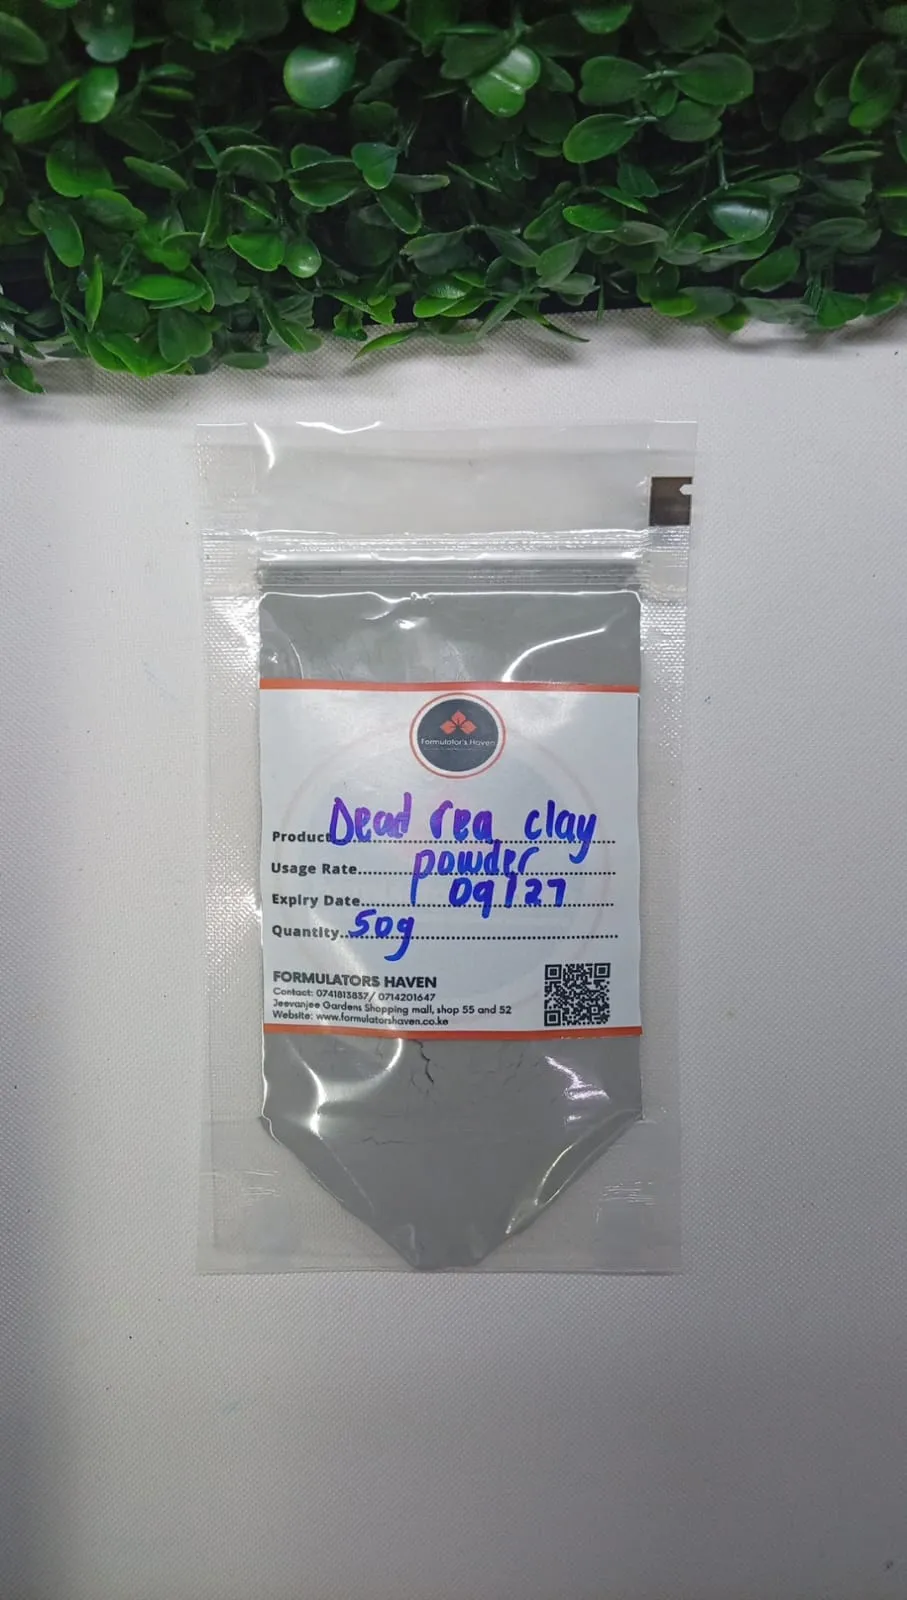 Formulator's Haven
Product Dead sea clay
Usage Rate powder
Expiry Date 09/27
Quantity 50g
FORMULATORS HAVEN
Contact: 0741813837/ 0714201647
Jeevanjee Gardens Shopping mall, shop 55 and 52
Website: www.formulatorshaven.co.ke